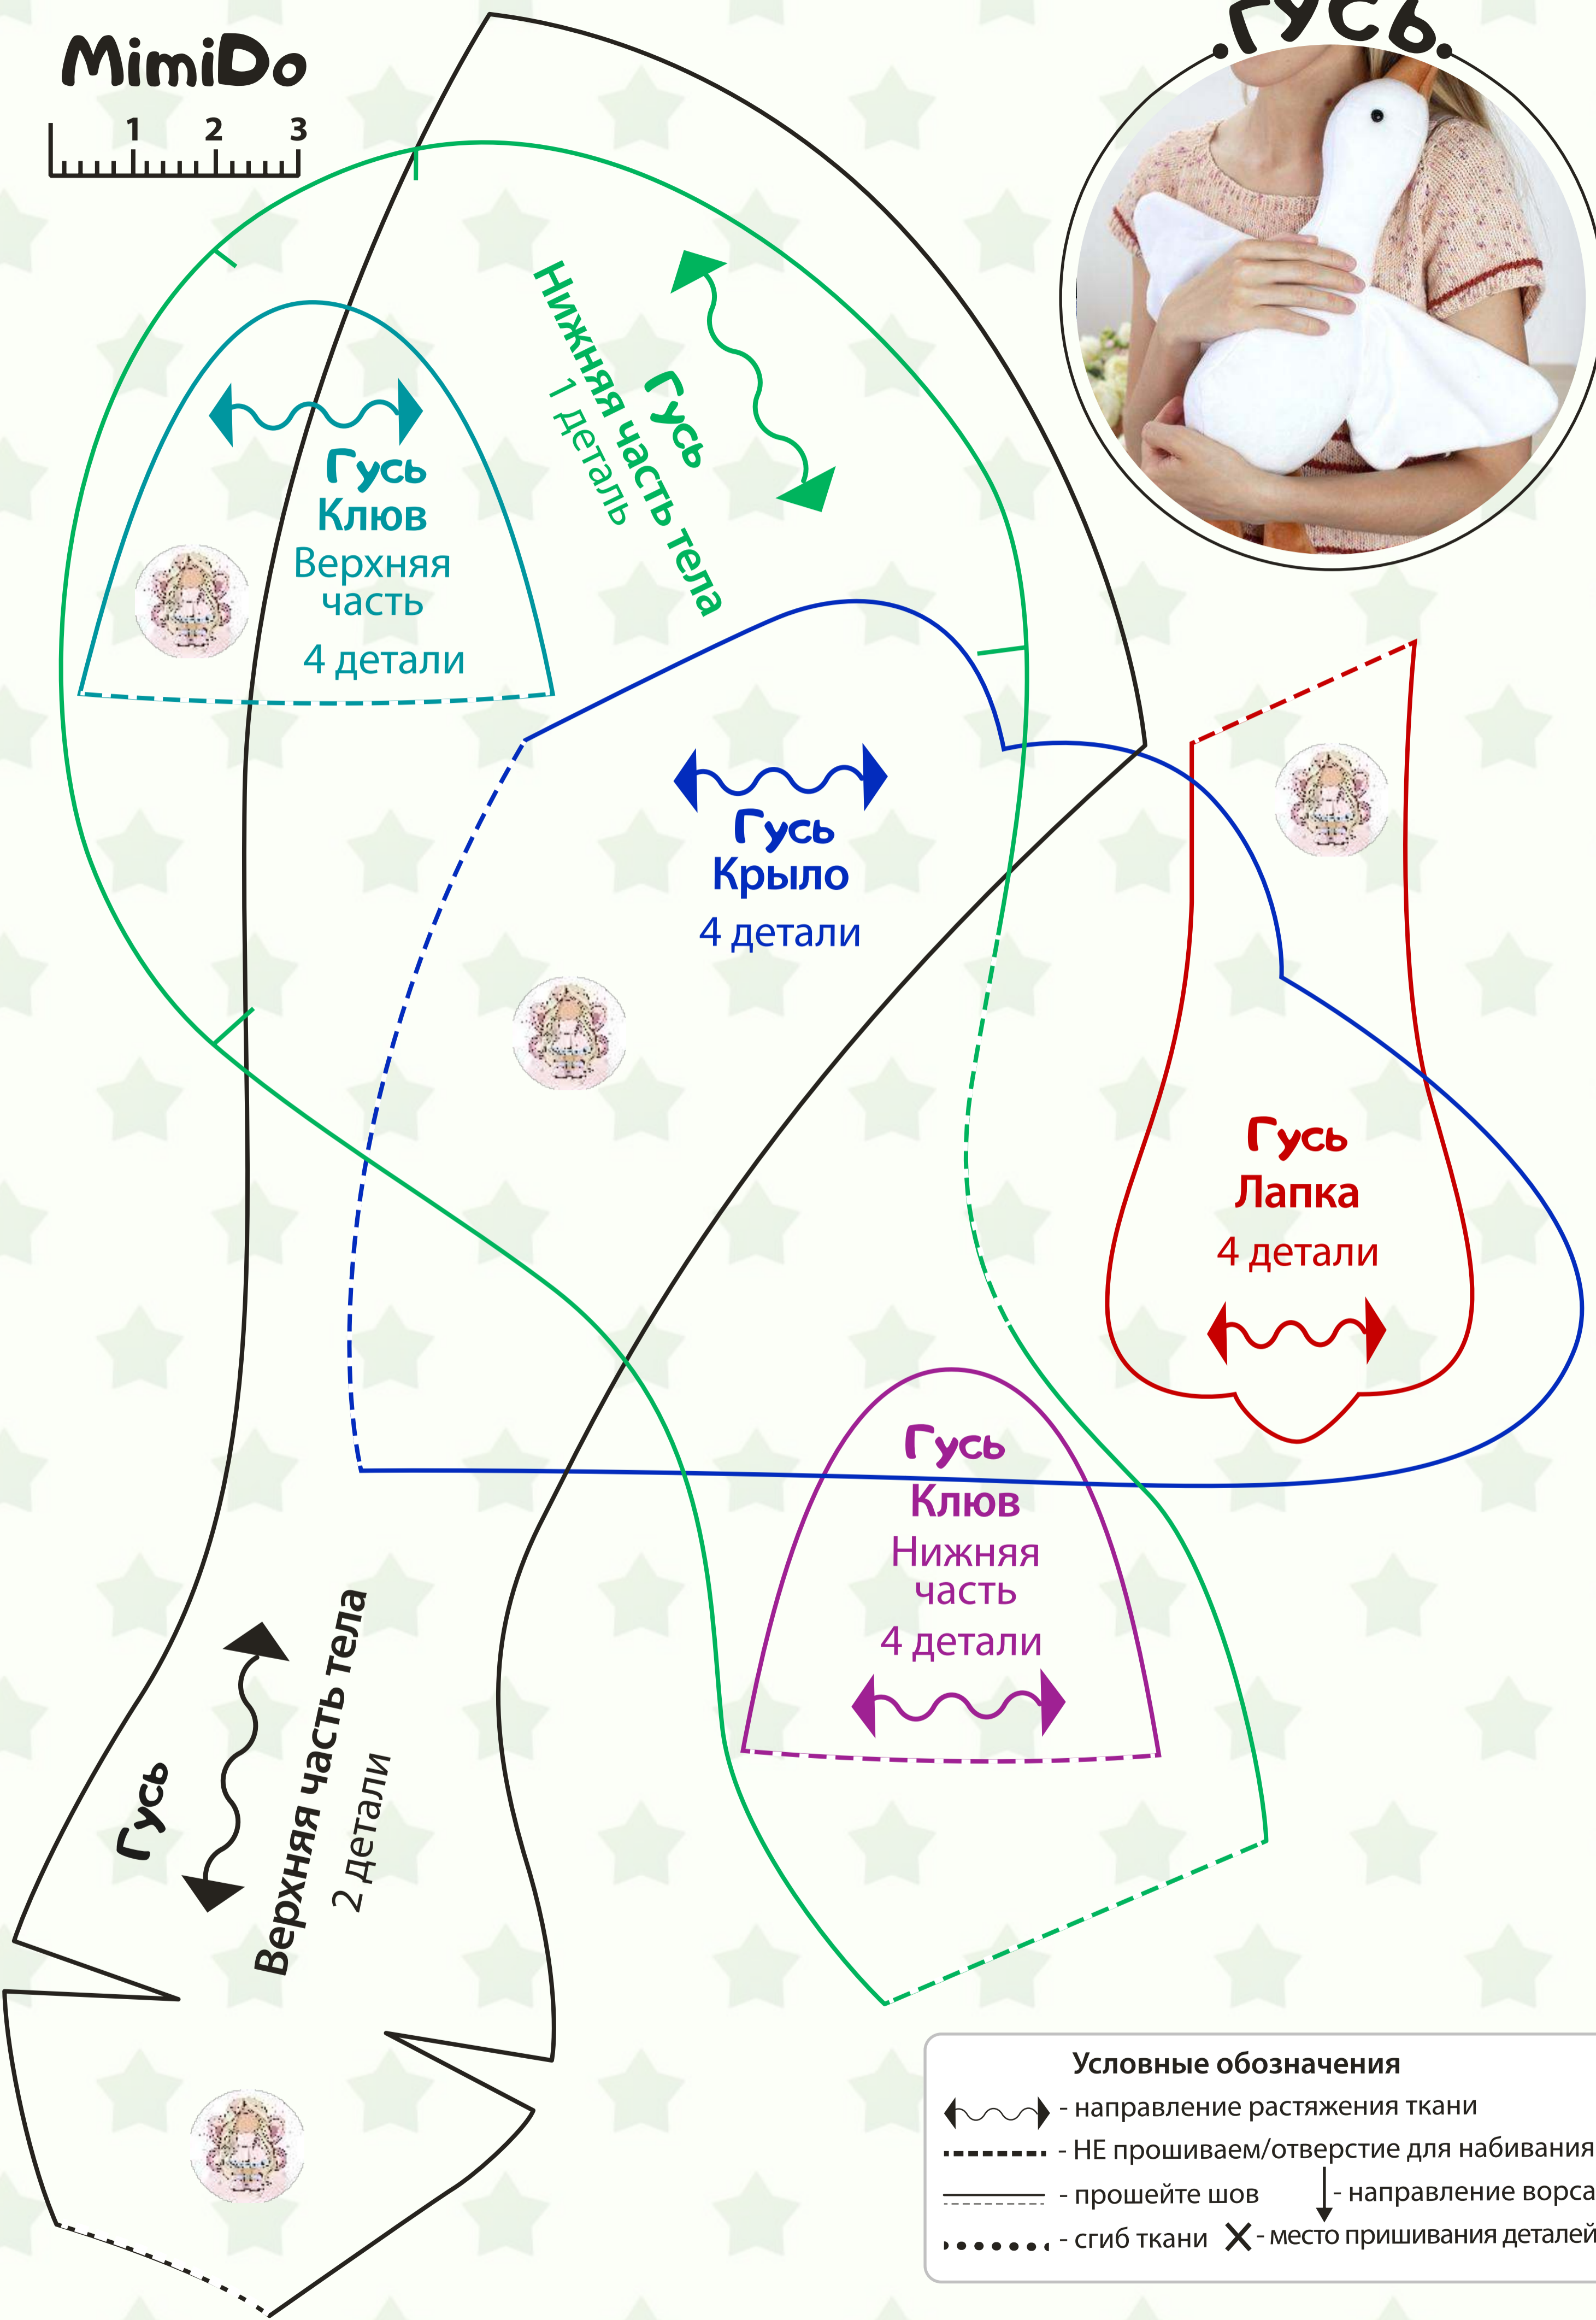 MimiDo
1 2 3
ГУСЬ
Гусь
Нижняя часть тела
1 деталь
Гусь
Клюв
Верхняя
часть
4 детали
Гусь
Крыло
4 детали
Гусь
Лапка
4 детали
Гусь
Клюв
Нижняя
часть
4 детали
Гусь
Верхняя часть тела
2 детали
Условные обозначения
- направление растяжения ткани
- НЕ прошиваем/отверстие для набивания
- прошейте шов - направление ворса
- сгиб ткани - место пришивания деталей